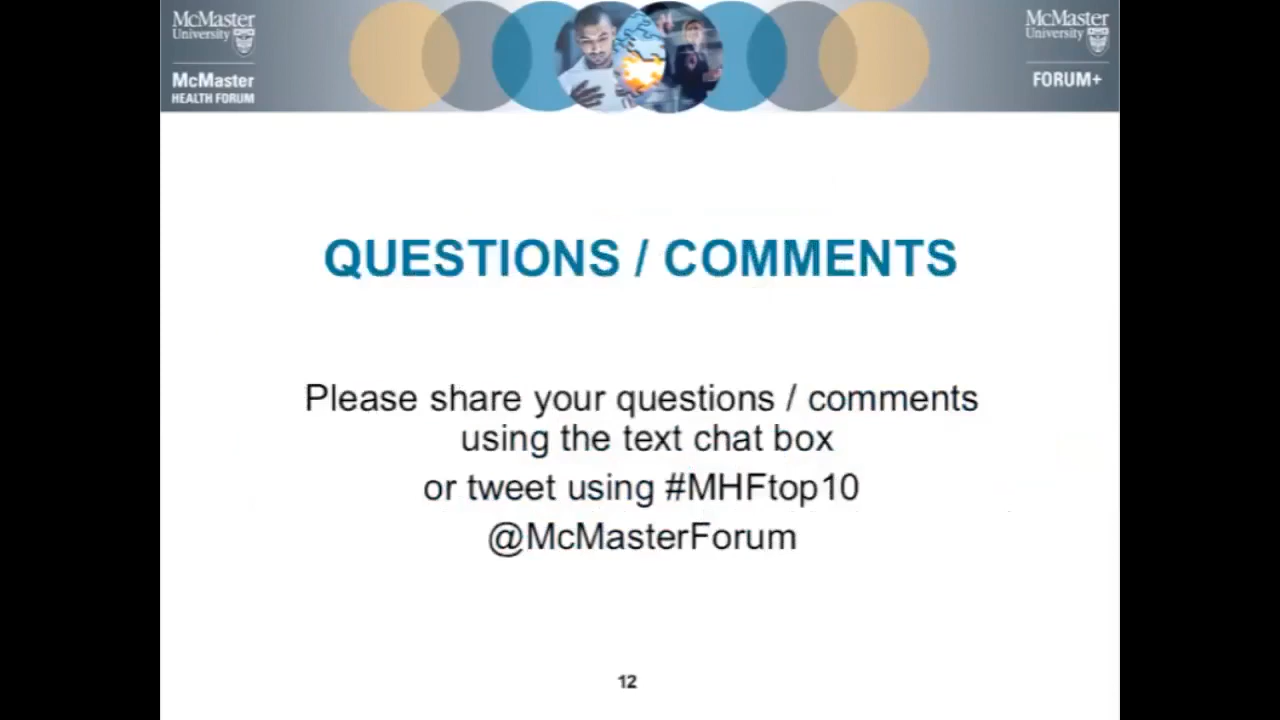 McMaster
University
McMaster
HEALTH FORUM
McMaster
University
FORUM+
QUESTIONS / COMMENTS
Please share your questions / comments
using the text chat box
or tweet using #MHFtop10
@McMasterForum
12